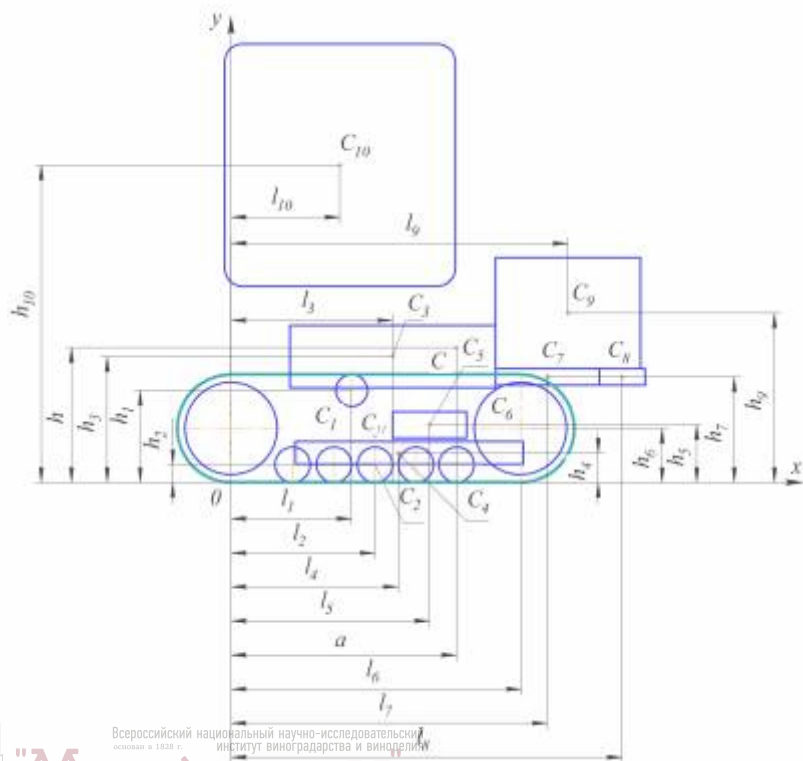 y
C₁₀
l₁₀
l₉
h₁₀
l₃
C₃
C₉
C C₅
C₇ C₈
h
h₃
h₁
h₂
C₁
C₁₁
C₆
h₉
h₇
h₅
h₆
h₄
0
x
l₁
C₂
C₄
l₂
l₄
l₅
a
l₆
l₇
l₈
Всероссийский национальный научно-исследовательский
основан в 1828 г. институт виноградарства и виноделия